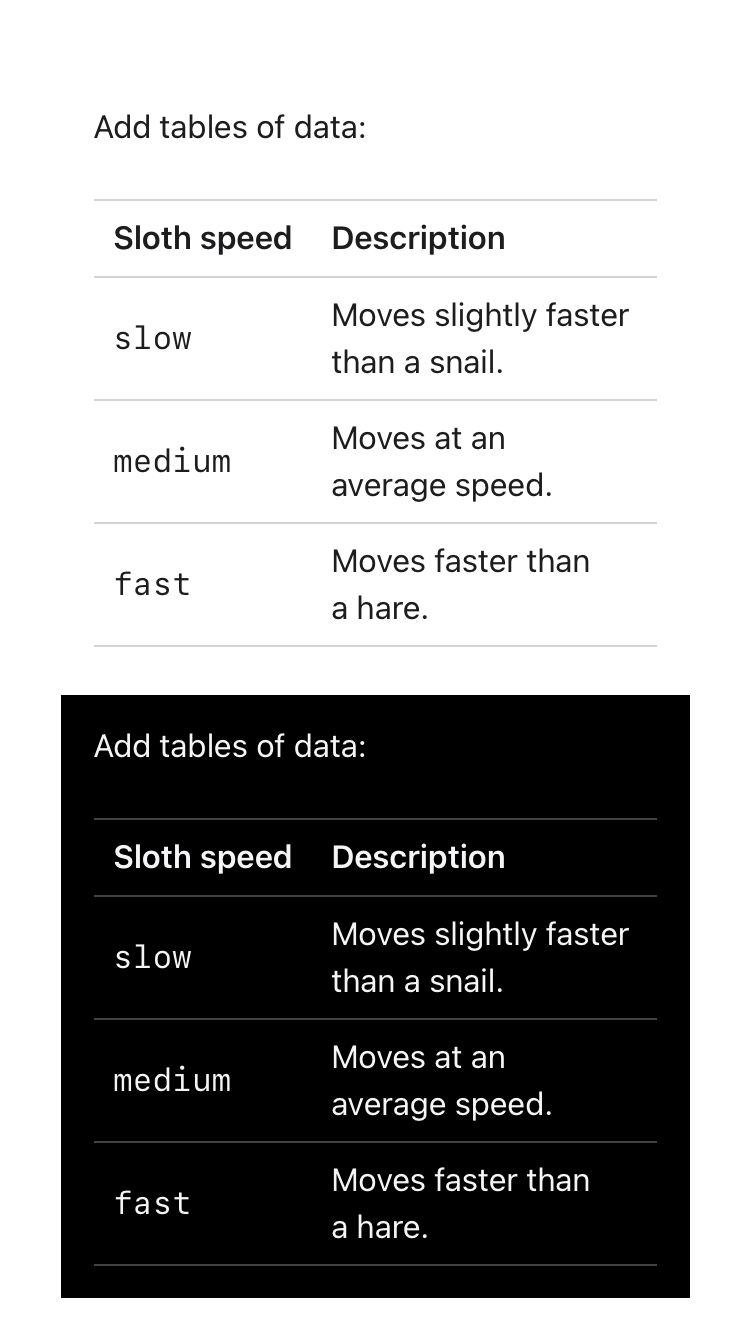 Add tables of data:
Sloth speed Description
slow Moves slightly faster
than a snail.
medium Moves at an
average speed.
fast Moves faster than
a hare.
Add tables of data:
Sloth speed Description
slow Moves slightly faster
than a snail.
medium Moves at an
average speed.
fast Moves faster than
a hare.